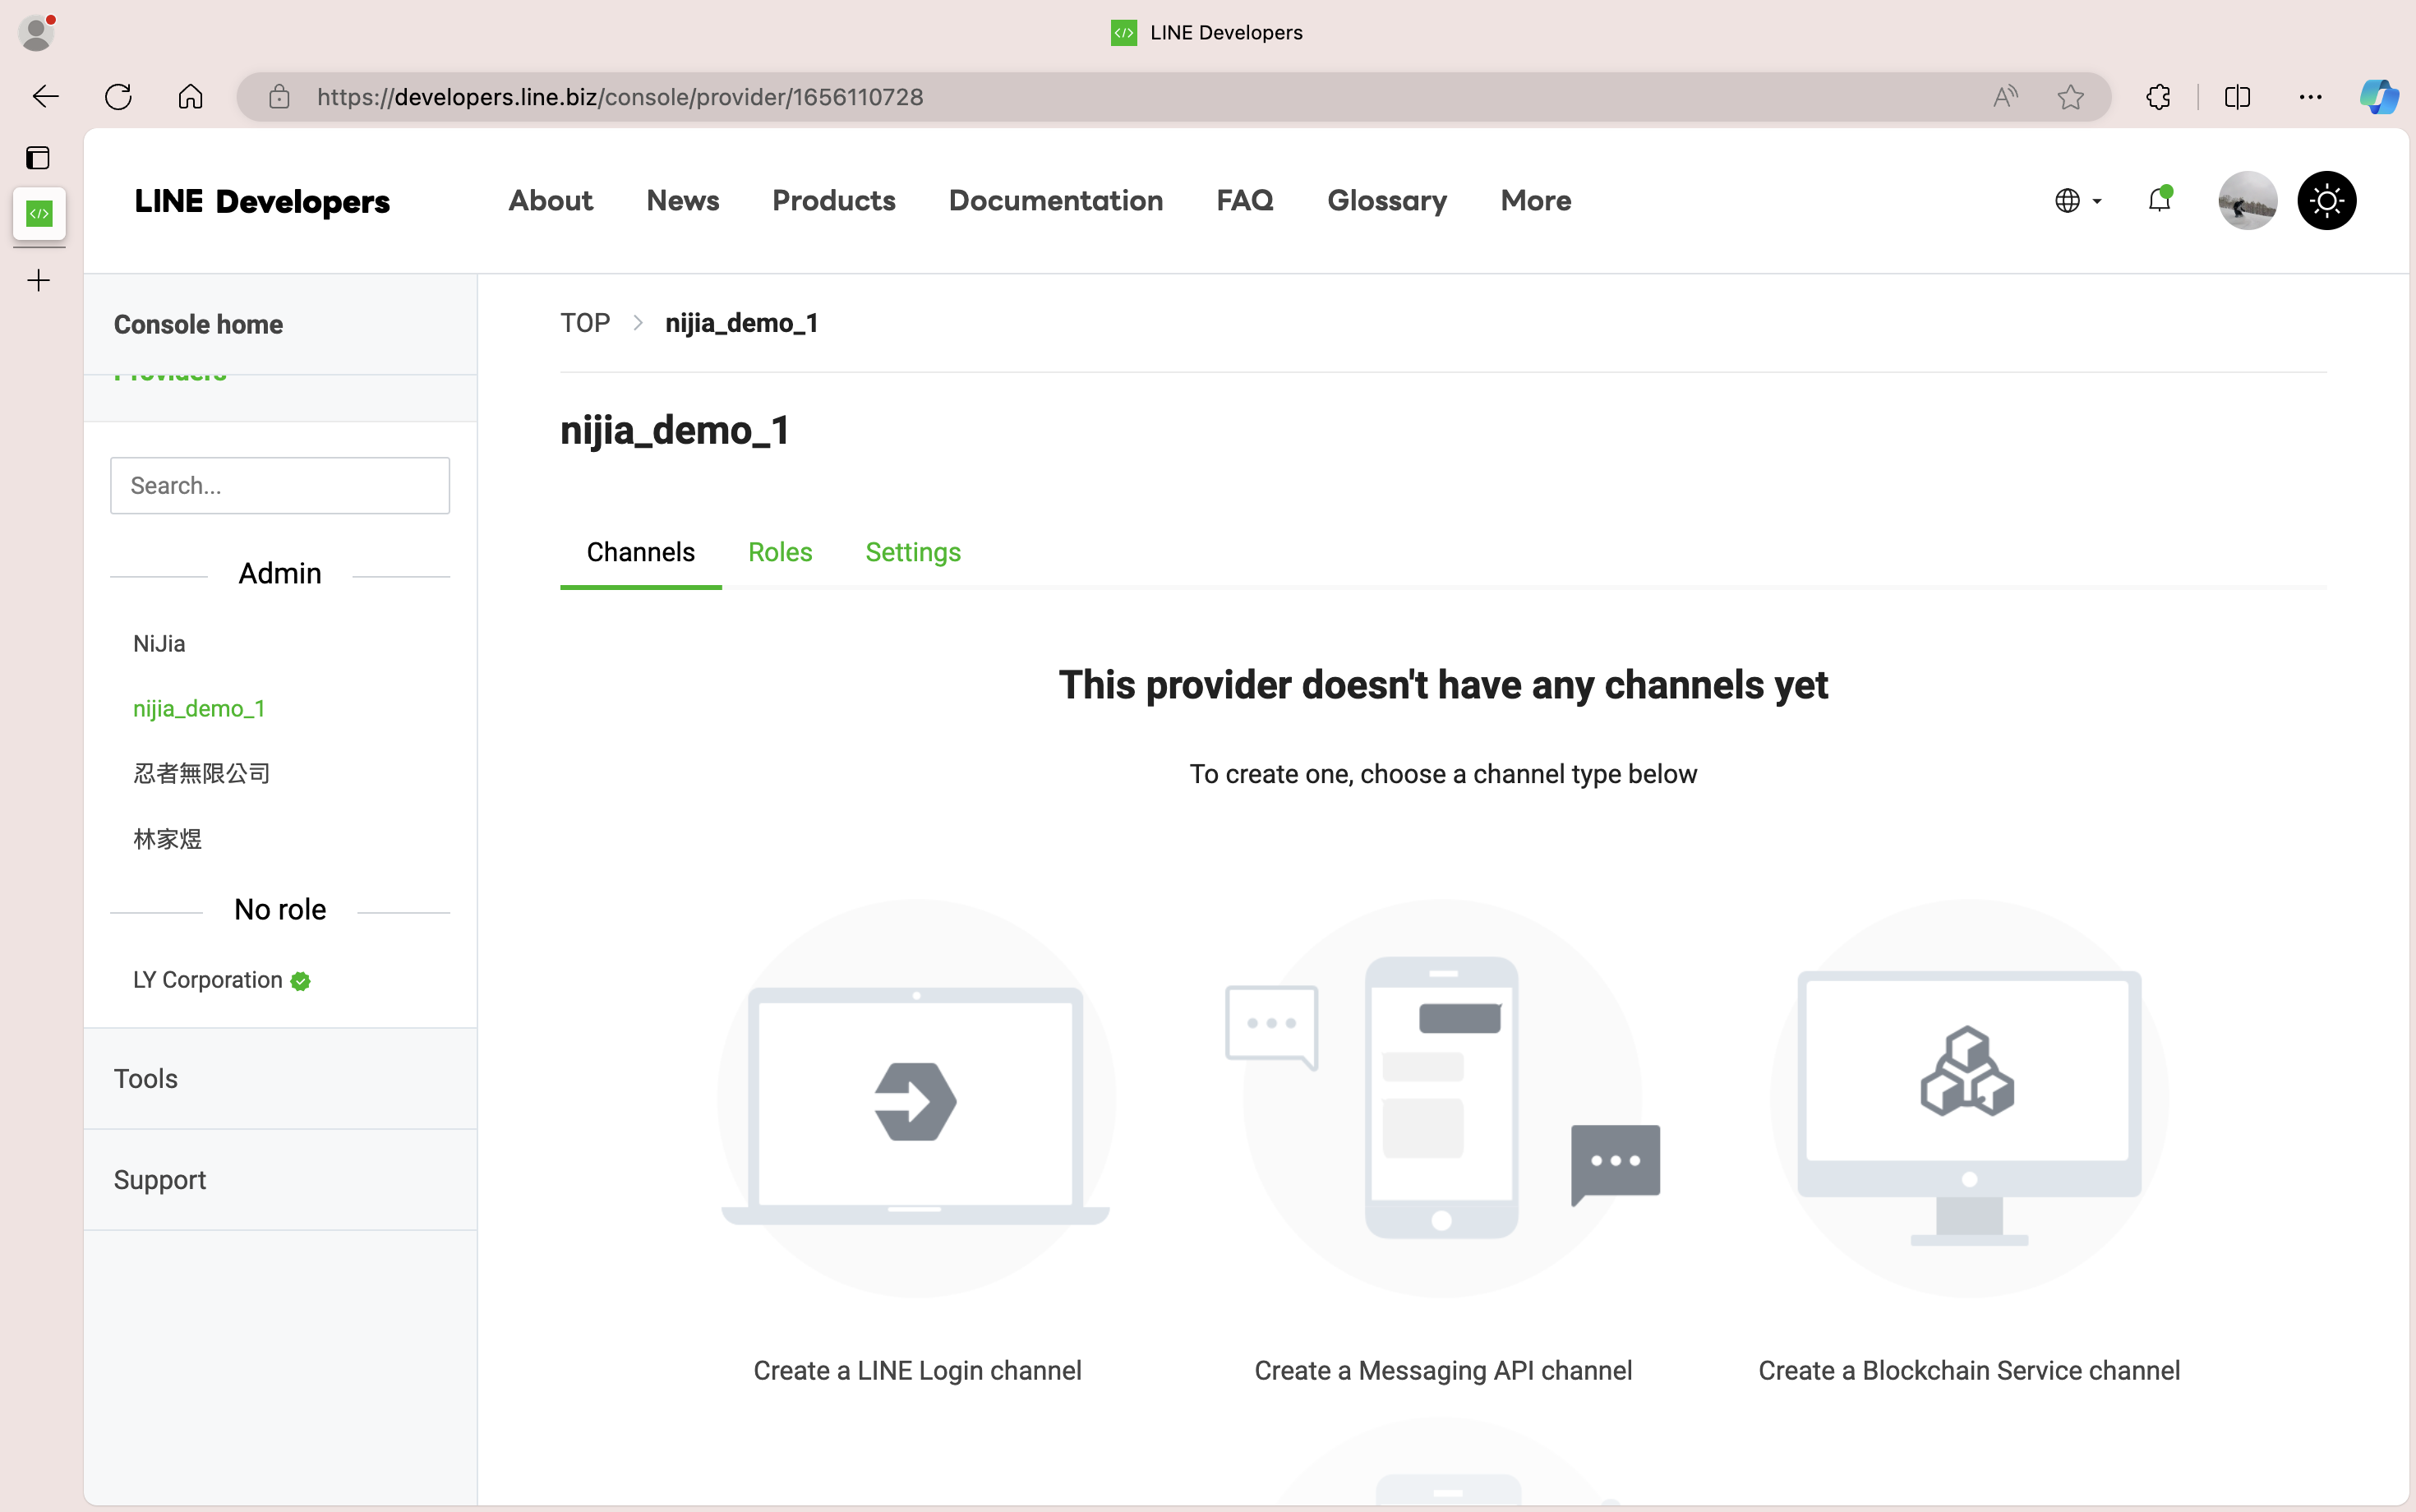 LINE Developers
https://developers.line.biz/console/provider/1656110728
LINE Developers
About
News
Products
Documentation
FAQ
Glossary
More
Console home
Providers
Search...
Admin
NiJia
nijia_demo_1
忍者無限公司
林家煜
No role
LY Corporation
Tools
Support
TOP
nijia_demo_1
nijia_demo_1
Channels
Roles
Settings
This provider doesn't have any channels yet
To create one, choose a channel type below
Create a LINE Login channel
Create a Messaging API channel
Create a Blockchain Service channel